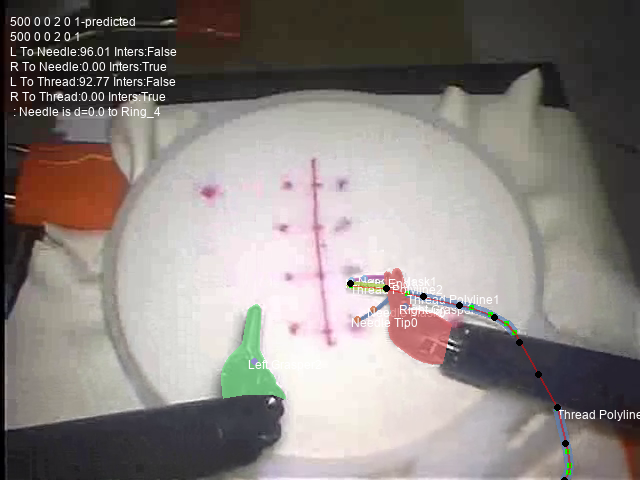 500 0 0 2 0 1-predicted
500 0 0 2 0 1
L To Needle:96.01 Inters:False
R To Needle:0.00 Inters:True
L To Thread:92.77 Inters:False
R To Thread:0.00 Inters:True
: Needle is d=0.0 to Ring_4
Thread Polyline1
Needle Tip0
Left
Thread Polyline